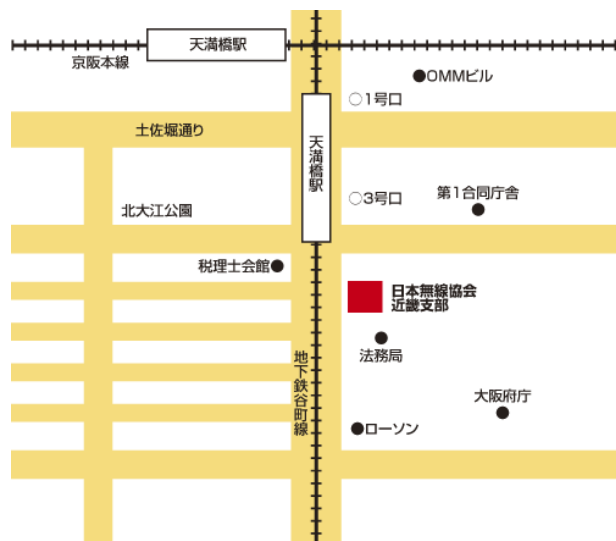 天満橋駅
京阪本線
●OMMビル
○1号口
土佐堀通り
天満橋駅
○3号口
第1合同庁舎
北大江公園
税理士会館●
日本無線協会
近畿支部
法務局
地下鉄谷町線
大阪府庁
●ローソン